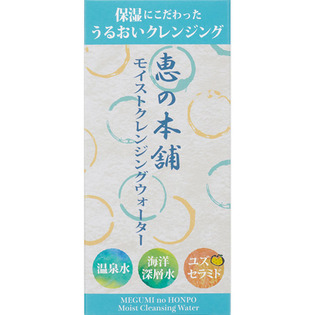 保湿にこだわった
うるおいクレンジング
恵の本舗
モイストクレンジングウォーター
温泉水
海洋
深層水
ユズ
セラミド
MEGUMI no HONPO
Moist Cleansing Water